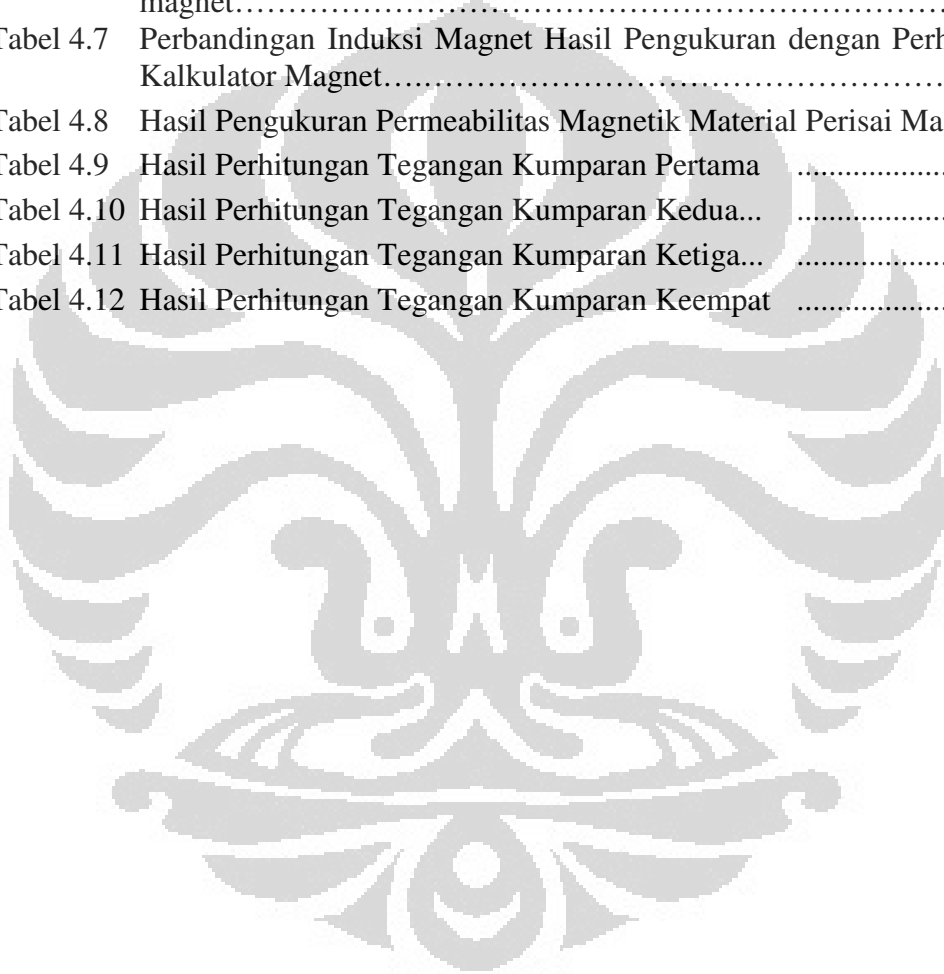 magnet……………………………………………………………
Tabel 4.7 Perbandingan Induksi Magnet Hasil Pengukuran dengan
Kalkulator Magnet……………………………………………
Tabel 4.8 Hasil Pengukuran Permeabilitas Magnetik Material Perisai
Tabel 4.9 Hasil Perhitungan Tegangan Kumparan Pertama ....................
Tabel 4.10 Hasil Perhitungan Tegangan Kumparan Kedua... ....................
Tabel 4.11 Hasil Perhitungan Tegangan Kumparan Ketiga... ....................
Tabel 4.12 Hasil Perhitungan Tegangan Kumparan Keempat ....................